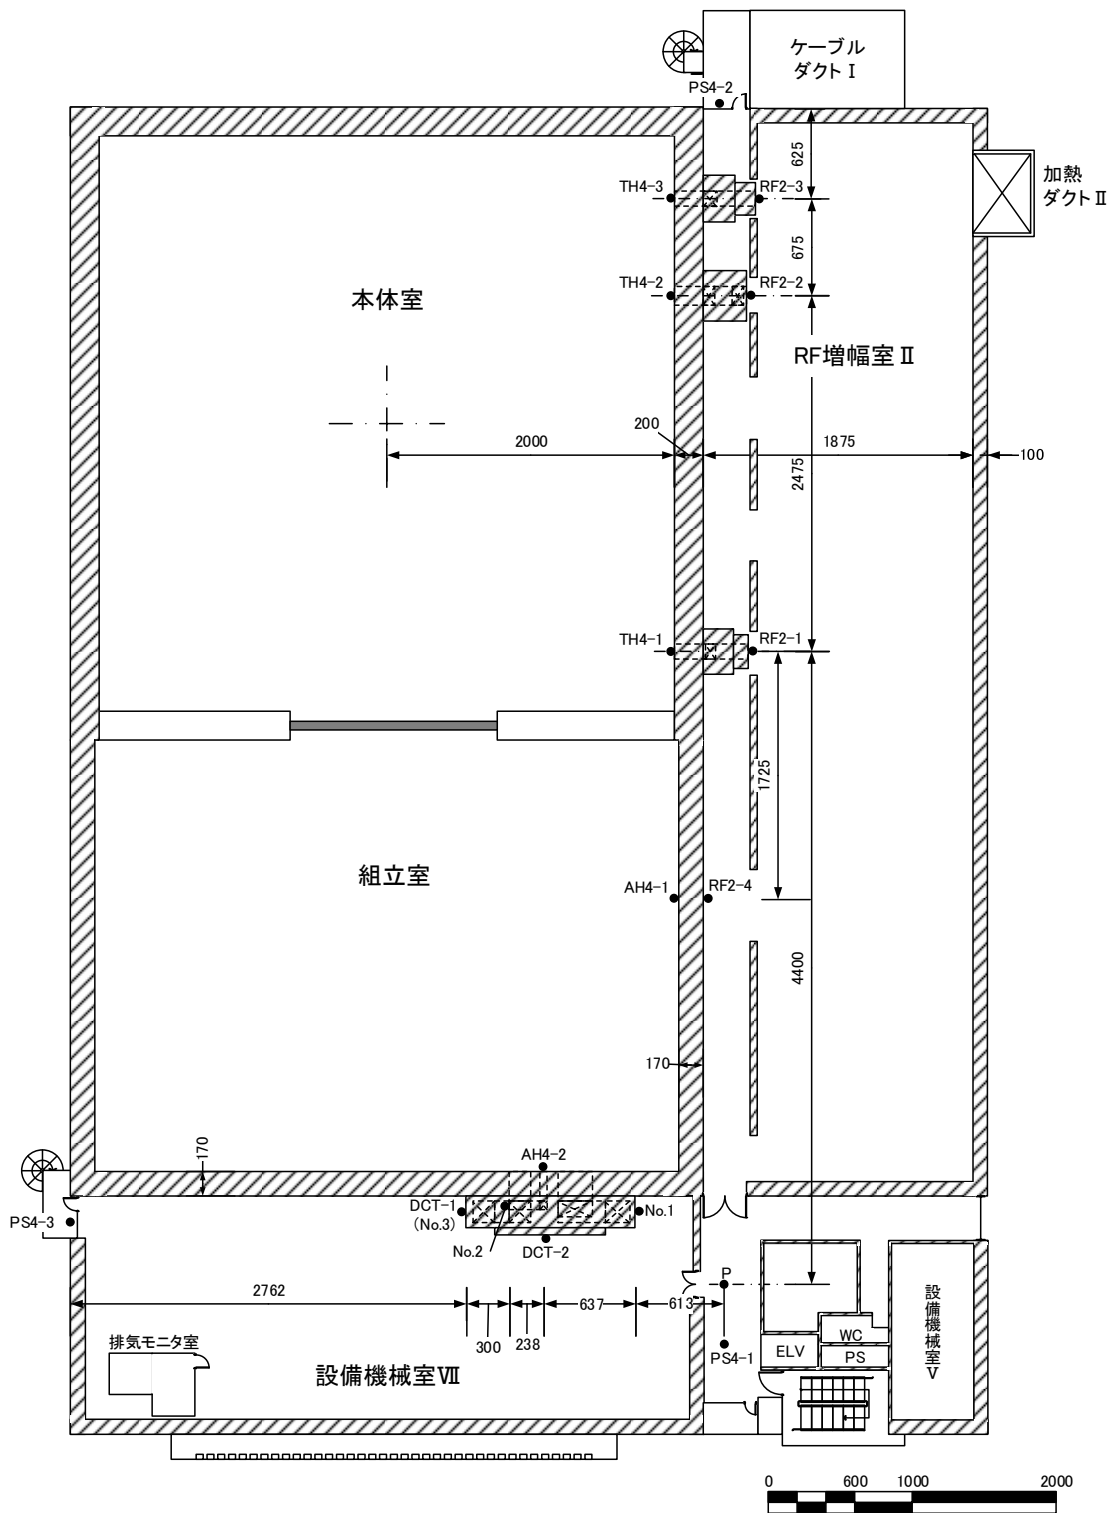 ケーブル
ダクトⅠ
PS4-2
625
加熱
ダクトⅡ
TH4-3
RF2-3
675
TH4-2
RF2-2
本体室
RF増幅室Ⅱ
200
2000
1875
100
2475
TH4-1
RF2-1
1725
組立室
AH4-1
RF2-4
4400
170
170
AH4-2
DCT-1
(No.3)
No.1
PS4-3
No.2
DCT-2
P
2762
637
613
300
238
設備機械室Ⅴ
排気モニタ室
WC
ELV
PS
PS4-1
設備機械室Ⅶ
0 600 1000 2000